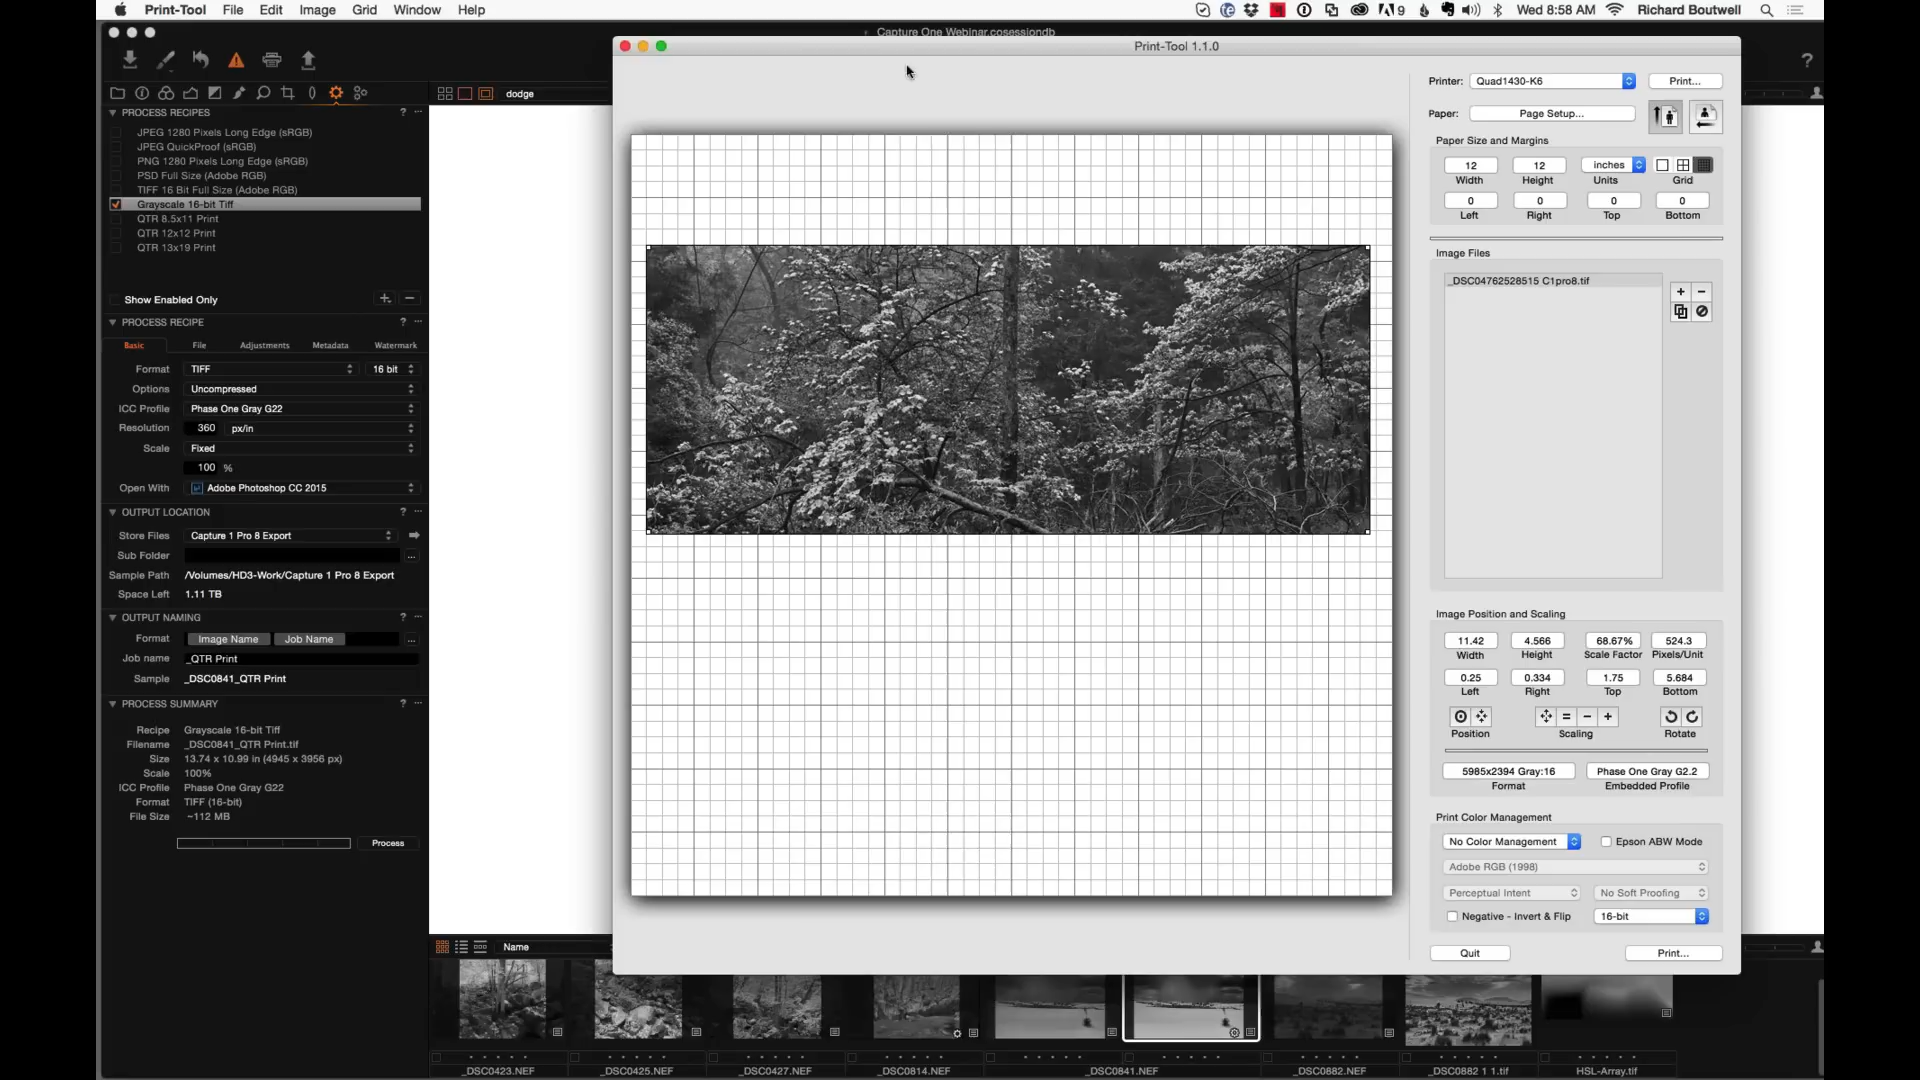 Print-Tool File Edit Image Grid Window Help
9 Wed 8:58 AM Richard Boutwell
Capture One Webinar.cosessiondb
Print-Tool 1.1.0
?
dodge
PROCESS RECIPES ? ...
JPEG 1280 Pixels Long Edge (sRGB)
JPEG QuickProof (sRGB)
PNG 1280 Pixels Long Edge (sRGB)
PSD Full Size (Adobe RGB)
TIFF 16 Bit Full Size (Adobe RGB)
Grayscale 16-bit Tiff
QTR 8.5x11 Print
QTR 12x12 Print
QTR 13x19 Print
Show Enabled Only + −
PROCESS RECIPE ? ...
Basic File Adjustments Metadata Watermark
Format TIFF 16 bit
Options Uncompressed
ICC Profile Phase One Gray G22
Resolution 360 px/in
Scale Fixed
100 %
Open With Adobe Photoshop CC 2015
OUTPUT LOCATION ? ...
Store Files Capture 1 Pro 8 Export
Sub Folder ...
Sample Path /Volumes/HD3-Work/Capture 1 Pro 8 Export
Space Left 1.11 TB
OUTPUT NAMING ? ...
Format Image Name Job Name ...
Job name _QTR Print
Sample _DSC0841_QTR Print
PROCESS SUMMARY ? ...
Recipe Grayscale 16-bit Tiff
Filename _DSC0841_QTR Print.tif
Size 13.74 x 10.99 in (4945 x 3956 px)
Scale 100%
ICC Profile Phase One Gray G22
Format TIFF (16-bit)
File Size ~112 MB
Process
Printer: Quad1430-K6 Print...
Paper: Page Setup...
Paper Size and Margins
12 12 inches
Width Height Units Grid
0 0 0 0
Left Right Top Bottom
Image Files
_DSC04762528515 C1pro8.tif
+ −
Image Position and Scaling
11.42 4.566 68.67% 524.3
Width Height Scale Factor Pixels/Unit
0.25 0.334 1.75 5.684
Left Right Top Bottom
= − +
Position Scaling Rotate
5985x2394 Gray:16 Phase One Gray G2.2
Format Embedded Profile
Print Color Management
No Color Management Epson ABW Mode
Adobe RGB (1998)
Perceptual Intent No Soft Proofing
Negative - Invert & Flip 16-bit
Quit Print...
Name
_DSC0423.NEF _DSC0425.NEF _DSC0427.NEF _DSC0814.NEF _DSC0841.NEF _DSC0882.NEF _DSC0882 1 1.tif HSL-Array.tif